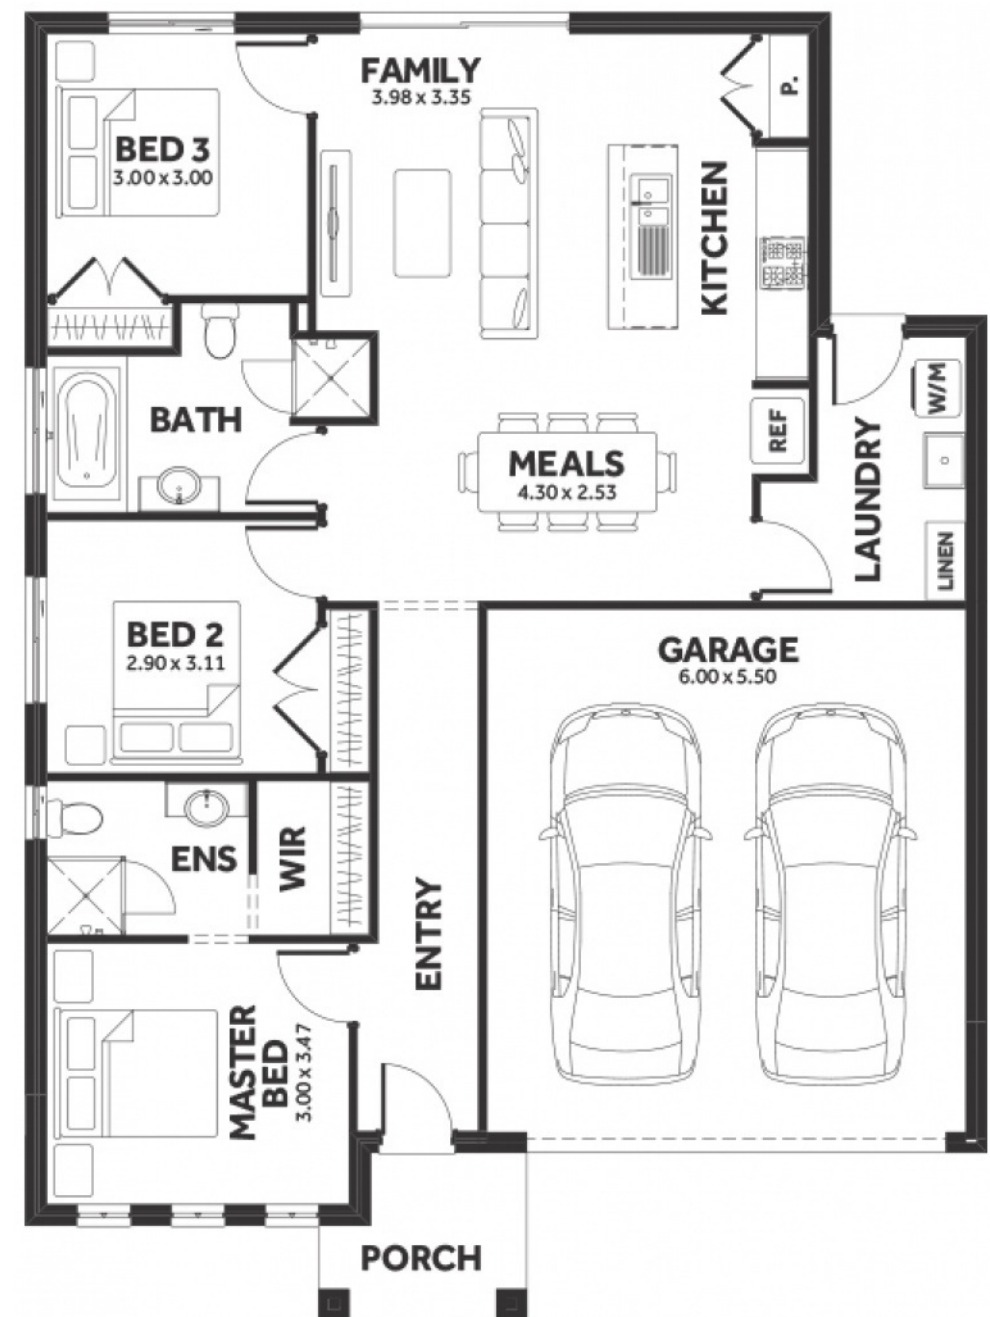 FAMILY
3.98 x 3.35
P.
BED 3
3.00 x 3.00
KITCHEN
W/M
BATH
REF
MEALS
4.30 x 2.53
LAUNDRY
LINEN
BED 2
2.90 x 3.11
GARAGE
6.00 x 5.50
ENS
WIR
ENTRY
MASTER
BED
3.00 x 3.47
PORCH